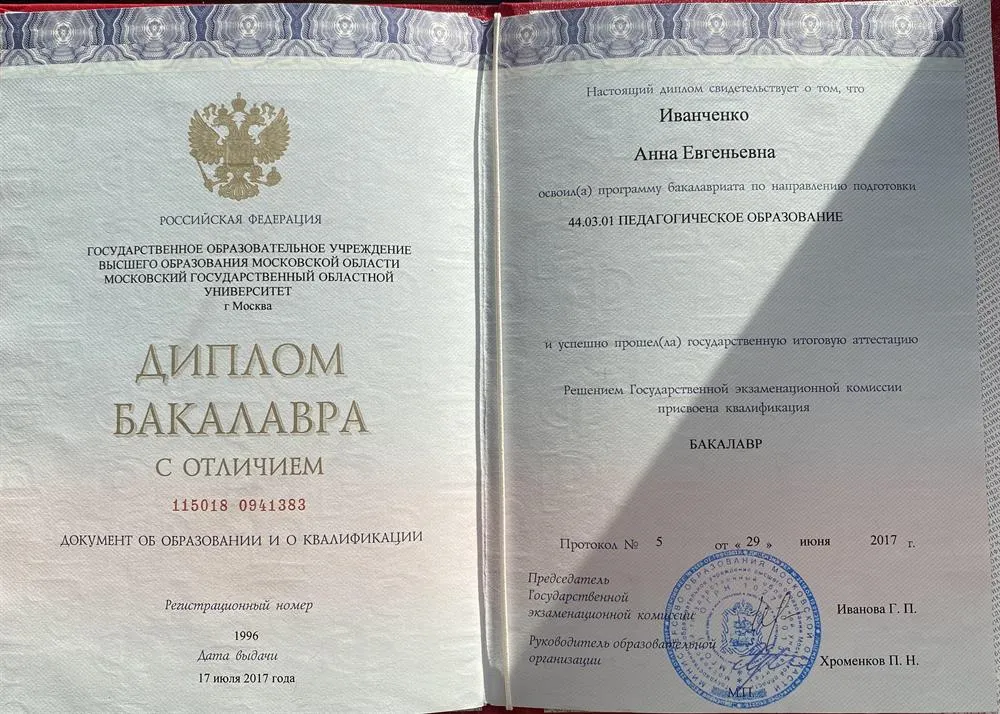 РОССИЙСКАЯ ФЕДЕРАЦИЯ
ГОСУДАРСТВЕННОЕ ОБРАЗОВАТЕЛЬНОЕ УЧРЕЖДЕНИЕ
ВЫСШЕГО ОБРАЗОВАНИЯ МОСКОВСКОЙ ОБЛАСТИ
МОСКОВСКИЙ ГОСУДАРСТВЕННЫЙ ОБЛАСТНОЙ
УНИВЕРСИТЕТ
г Москва
ДИПЛОМ
БАКАЛАВРА
С ОТЛИЧИЕМ
115018 0941383
ДОКУМЕНТ ОБ ОБРАЗОВАНИИ И О КВАЛИФИКАЦИИ
Регистрационный номер
1996
Дата выдачи
17 июля 2017 года
Настоящий диплом свидетельствует о том, что
Иванченко
Анна Евгеньевна
освоил(а) программу бакалавриата по направлению подготовки
44.03.01 ПЕДАГОГИЧЕСКОЕ ОБРАЗОВАНИЕ
и успешно прошел(ла) государственную итоговую аттестацию
Решением Государственной экзаменационной комиссии
присвоена квалификация
БАКАЛАВР
Протокол № 5 от « 29 » июня 2017 г.
Председатель
Государственной
экзаменационной комиссии
Иванова Г. П.
Руководитель образовательной
организации
Хроменков П. Н.
М.П.
МИНИСТЕРСТВО ОБРАЗОВАНИЯ МОСКОВСКОЙ ОБЛАСТИ